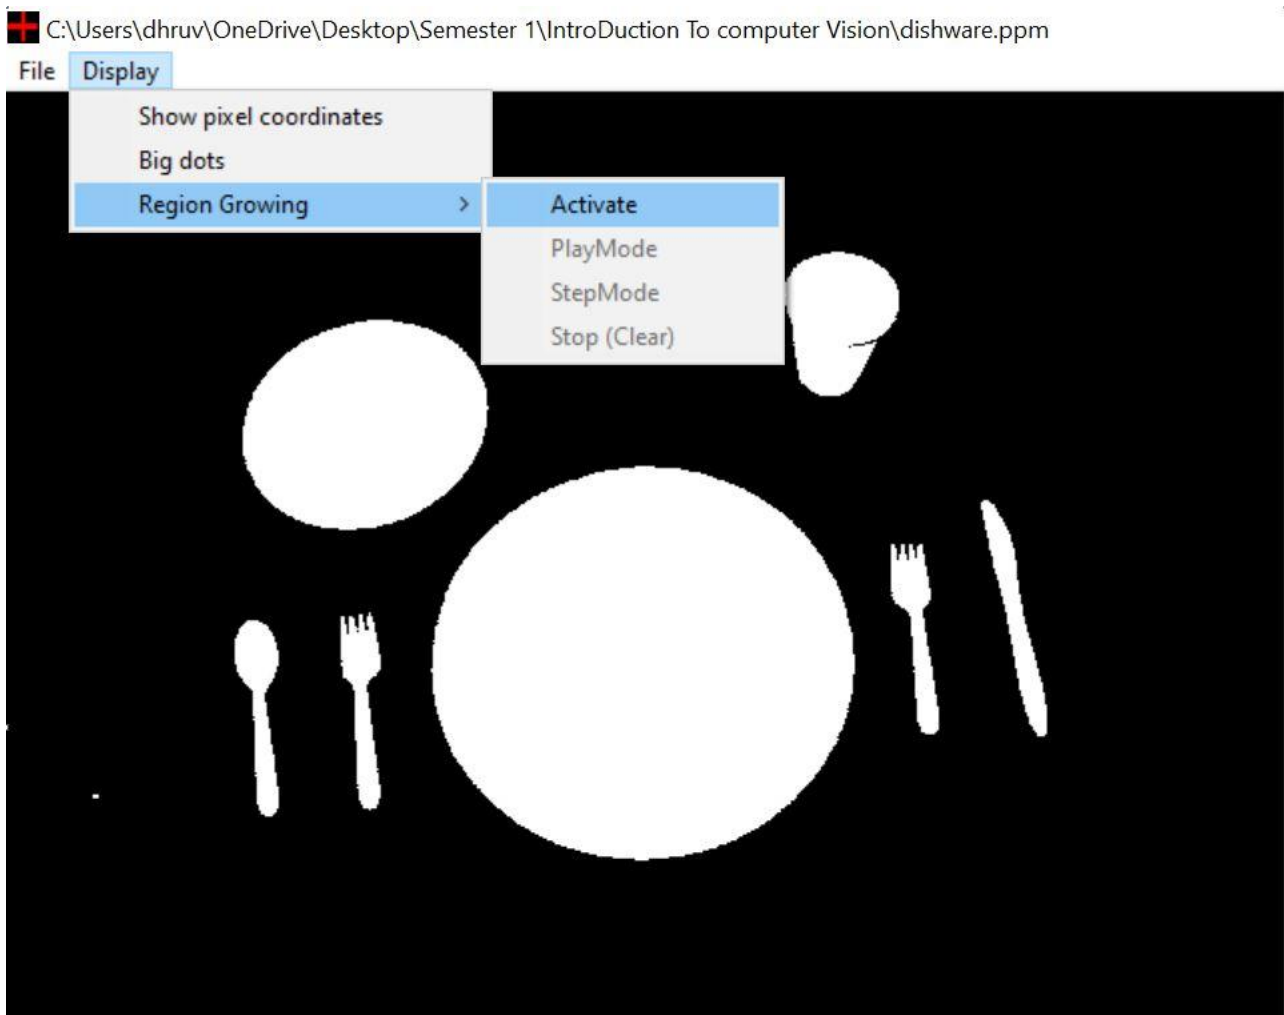 C:\Users\dhruv\OneDrive\Desktop\Semester 1\IntroDuction To computer Vision\dishware.ppm
File Display
Show pixel coordinates
Big dots
Region Growing >
Activate
PlayMode
StepMode
Stop (Clear)